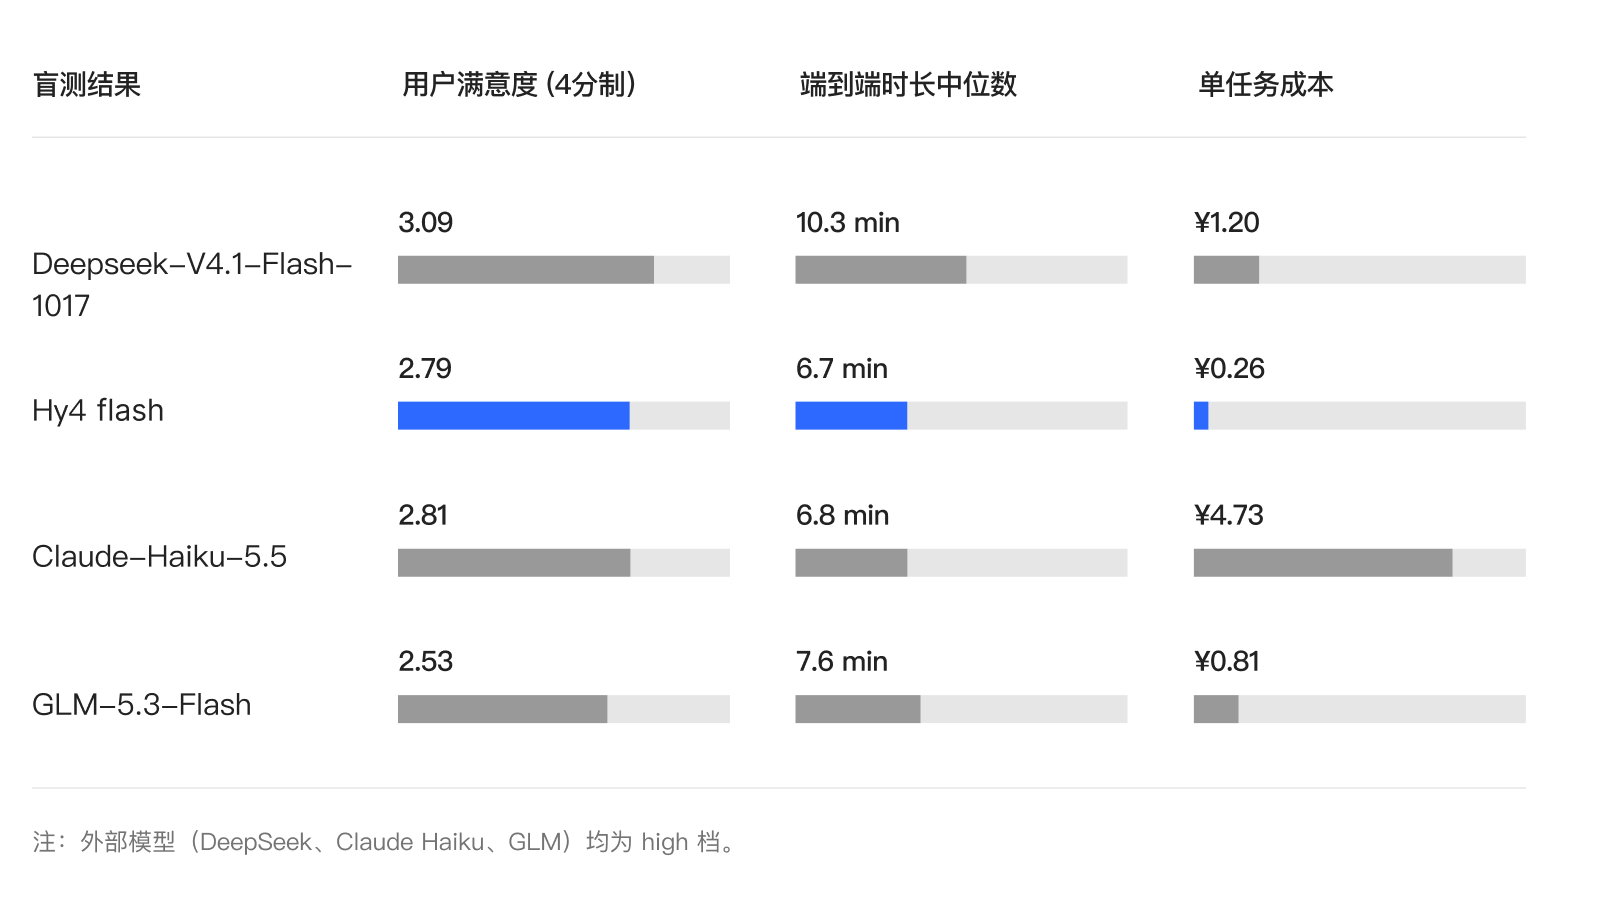 盲测结果 用户满意度 (4分制) 端到端时长中位数 单任务成本
3.09 10.3 min ¥1.20
Deepseek–V4.1–Flash–
1017
2.79 6.7 min ¥0.26
Hy4 flash
2.81 6.8 min ¥4.73
Claude–Haiku–5.5
2.53 7.6 min ¥0.81
GLM–5.3–Flash
注：外部模型（DeepSeek、Claude Haiku、GLM）均为 high 档。